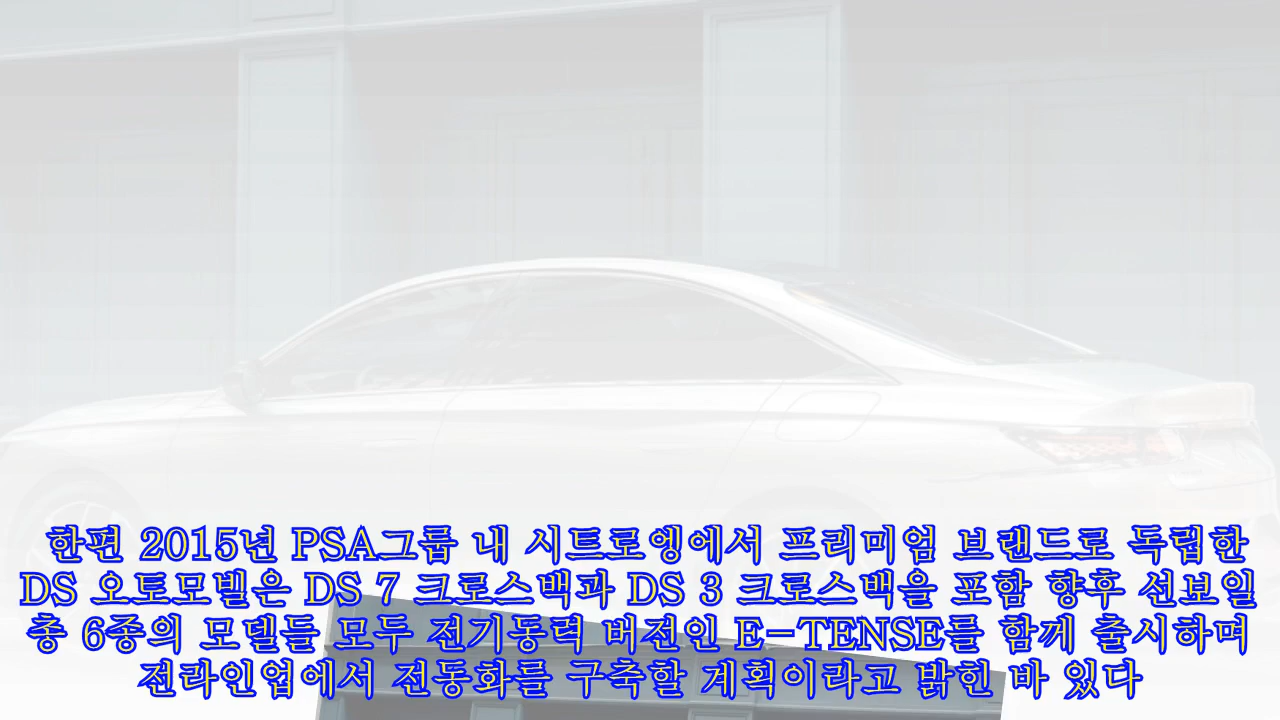 한편 2015년 PSA그룹 내 시트로엥에서 프리미엄 브랜드로 독립한
DS 오토모빌은 DS 7 크로스백과 DS 3 크로스백을 포함 향후 선보일
총 6종의 모델들 모두 전기동력 버전인 E-TENSE를 함께 출시하며
전라인업에서 전동화를 구축할 계획이라고 밝힌 바 있다